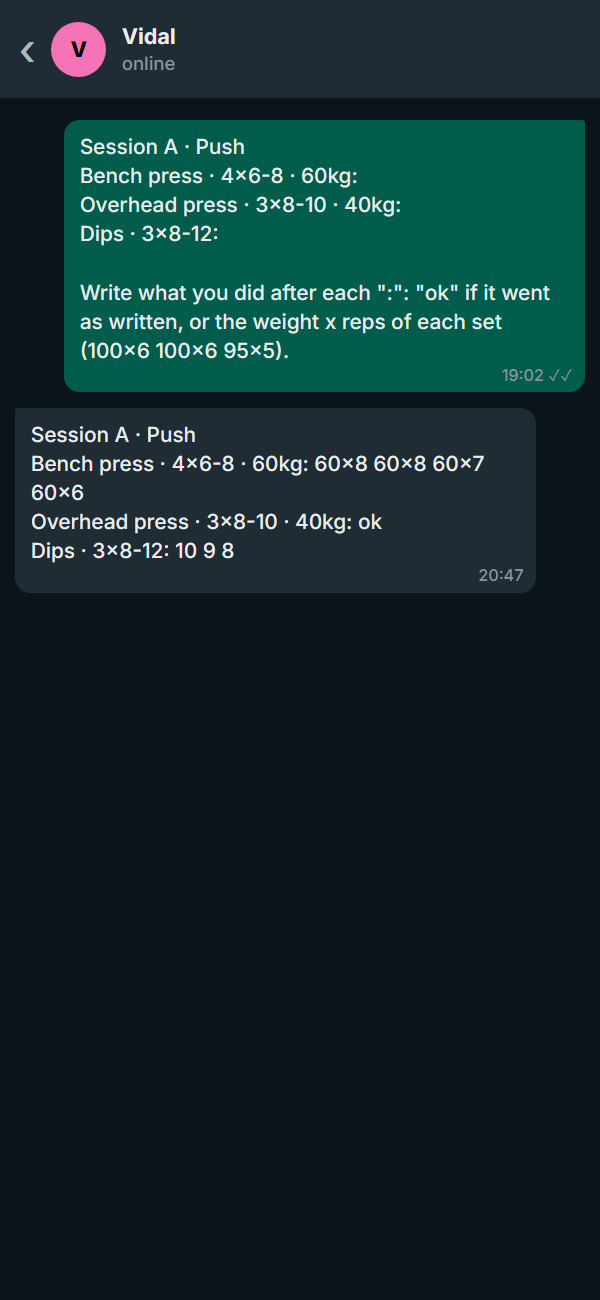 V
Vidal
online
Session A · Push
Bench press · 4×6-8 · 60kg:
Overhead press · 3×8-10 · 40kg:
Dips · 3×8-12:
Write what you did after each ":": "ok" if it went
as written, or the weight x reps of each set
(100×6 100×6 95×5).
19:02 ✓✓
Session A · Push
Bench press · 4×6-8 · 60kg: 60×8 60×8 60×7
60×6
Overhead press · 3×8-10 · 40kg: ok
Dips · 3×8-12: 10 9 8
20:47